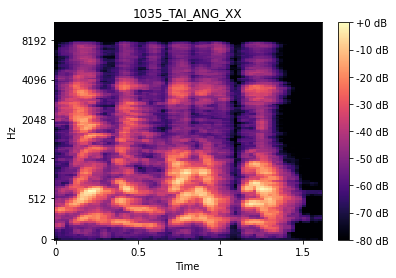 1035_TAI_ANG_XX
Hz
8192
4096
2048
1024
512
0
0
0.5
1
1.5
Time
+0 dB
-10 dB
-20 dB
-30 dB
-40 dB
-50 dB
-60 dB
-70 dB
-80 dB